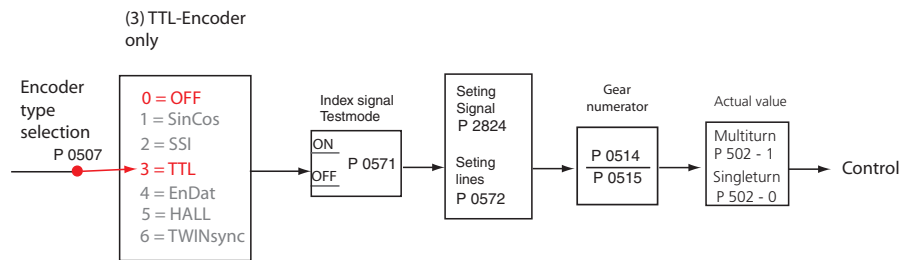 (3) TTL-Encoder
only
Encoder
type
selection
P 0507
0 = OFF
1 = SinCos
2 = SSI
3 = TTL
4 = EnDat
5 = HALL
6 = TWINsync
Index signal
Testmode
ON
P 0571
OFF
Seting
Signal
P 2824
Seting
lines
P 0572
Gear
numerator
P 0514
P 0515
Actual value
Multiturn
P 502 - 1
Singleturn
P 502 - 0
Control